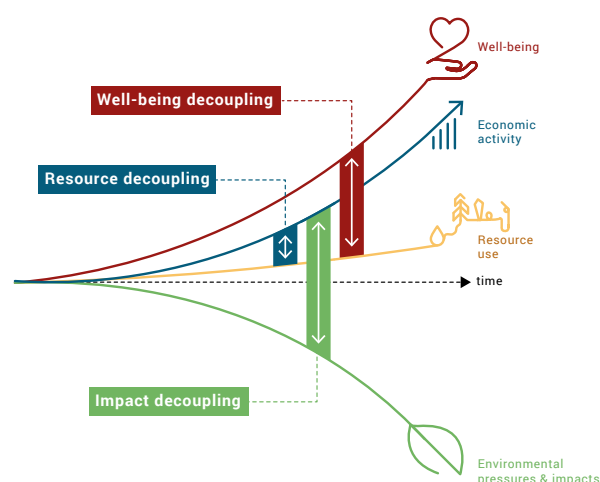 Well-being
Well-being decoupling
Economic
activity
Resource decoupling
Resource
use
time
Impact decoupling
Environmental
pressures & impacts